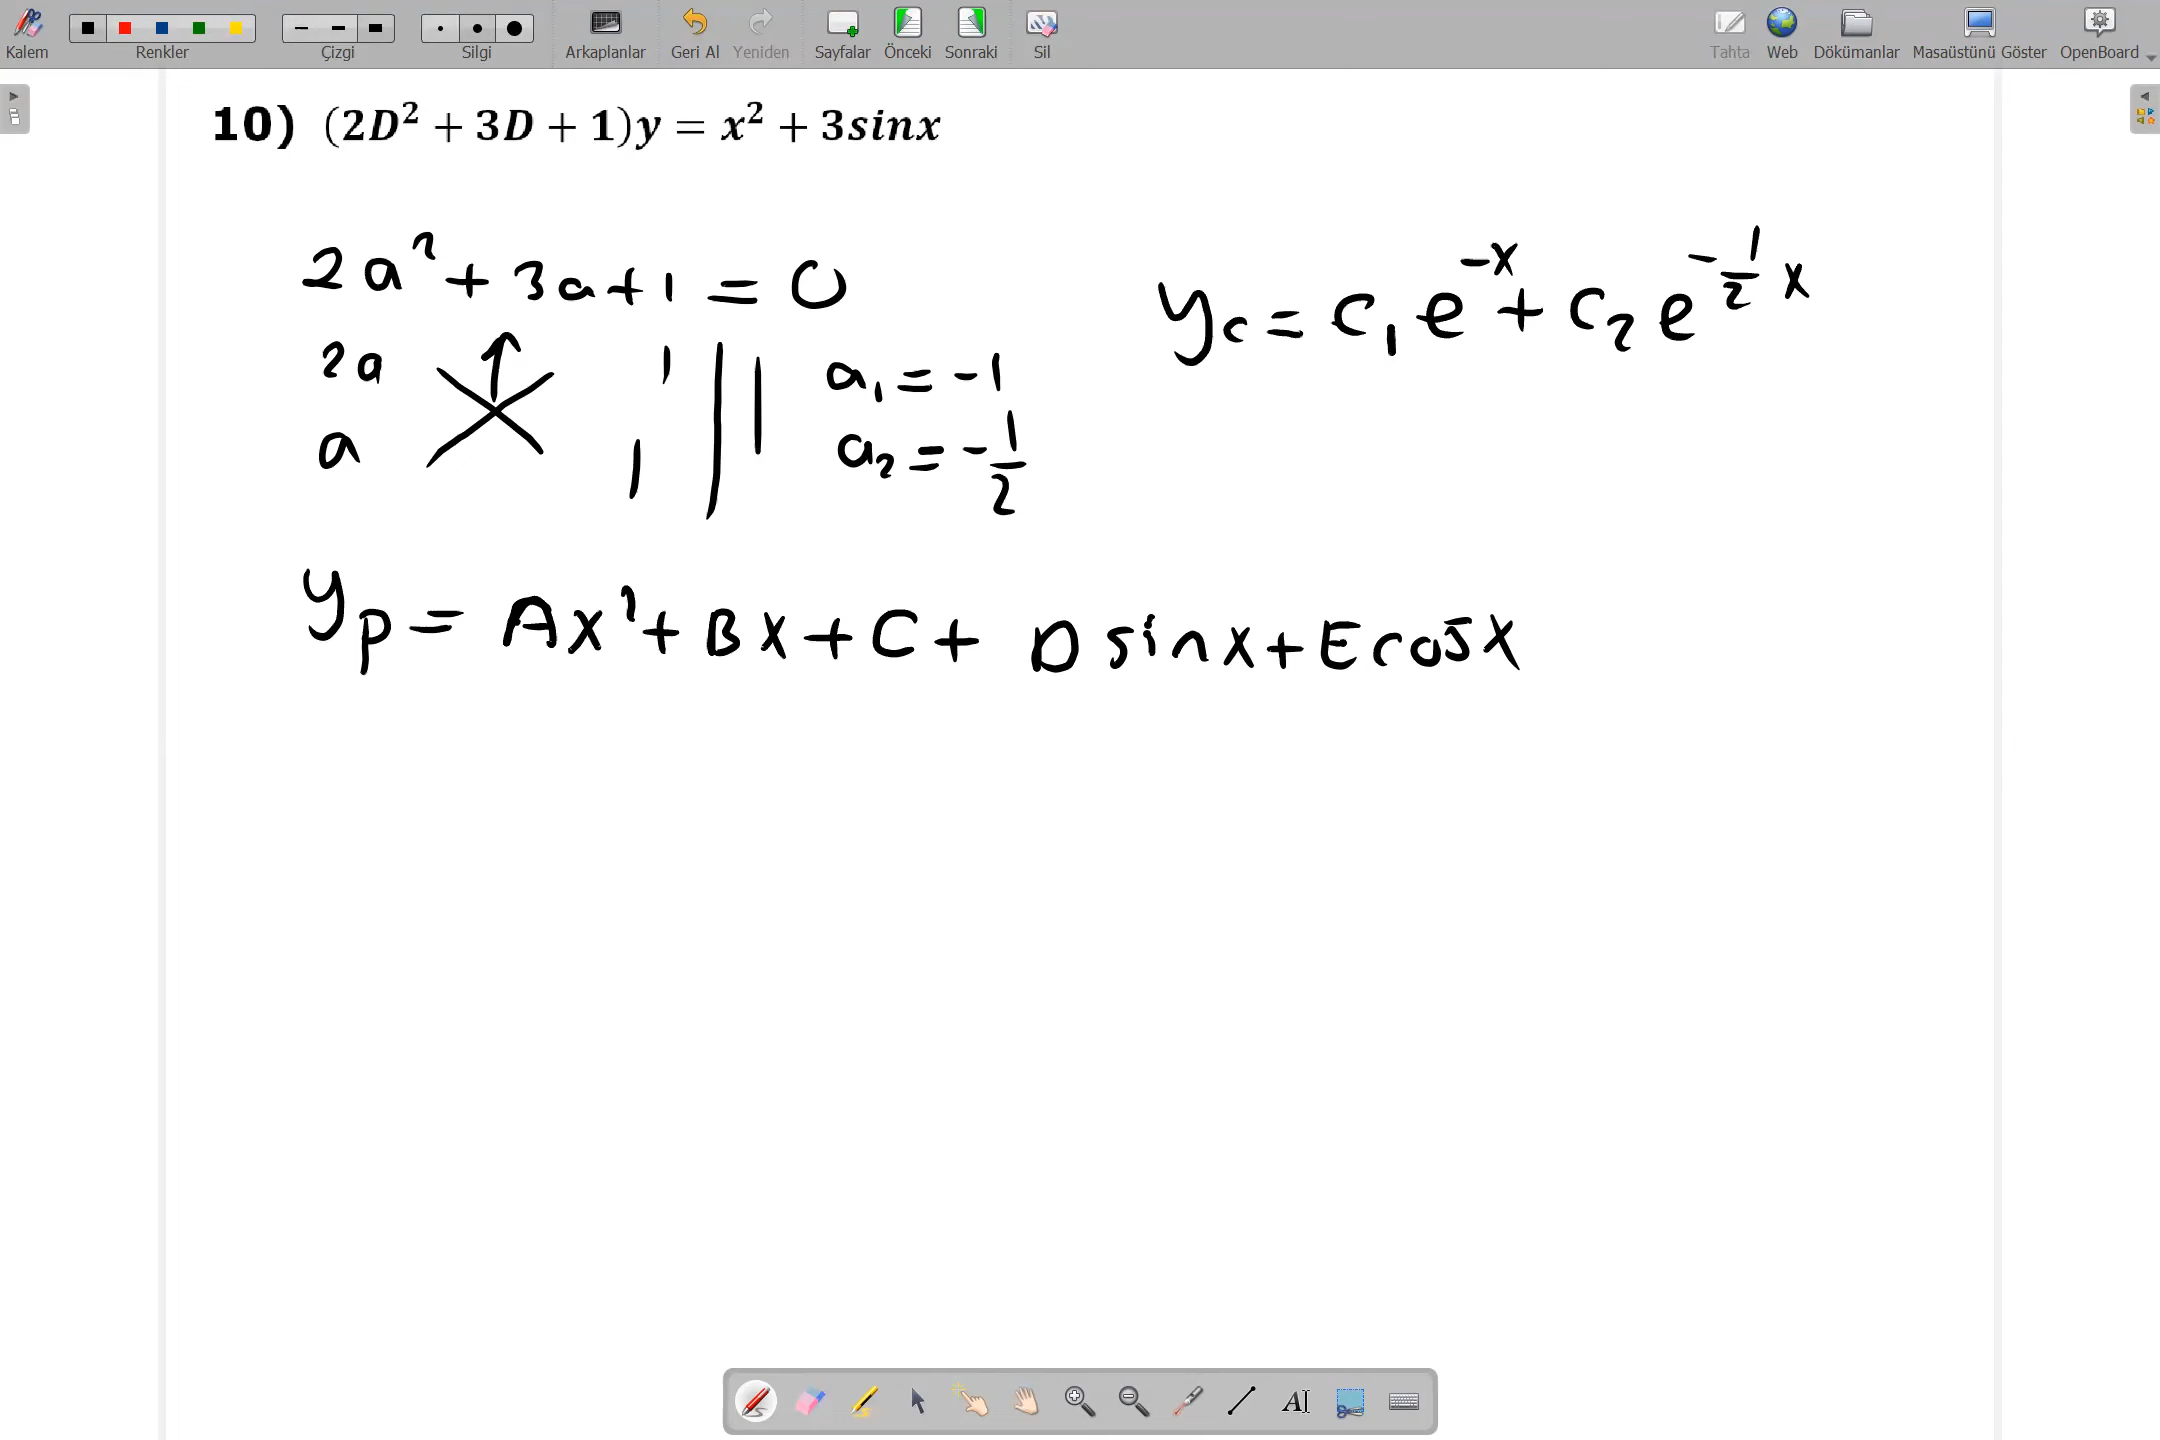 Kalem Renkler Çizgi Silgi Arkaplanlar Geri Al Yeniden Sayfalar Önceki Sonraki Sil Tahta Web Dökümanlar Masaüstünü Göster OpenBoard
10) (2D² + 3D + 1)y = x² + 3sinx
2a² + 3a + 1 = 0
2a 1
a 1
a₁ = -1
a₂ = -1/2
y_c = c₁ e^{-x} + c₂ e^{-1/2 x}
y_p = Ax² + Bx + C + D sinx + E cosx